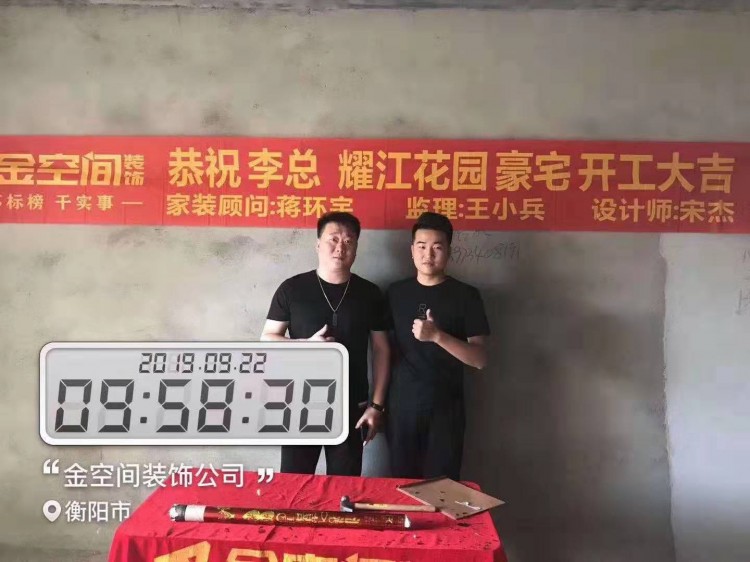 金空间装饰 恭祝 李总 耀江花园 豪宅 开工大吉
标榜 干实事一 家装顾问:蒋环宇 监理:王小兵 设计师:宋杰
2019.09.22
09:58:30
“金空间装饰公司”
衡阳市